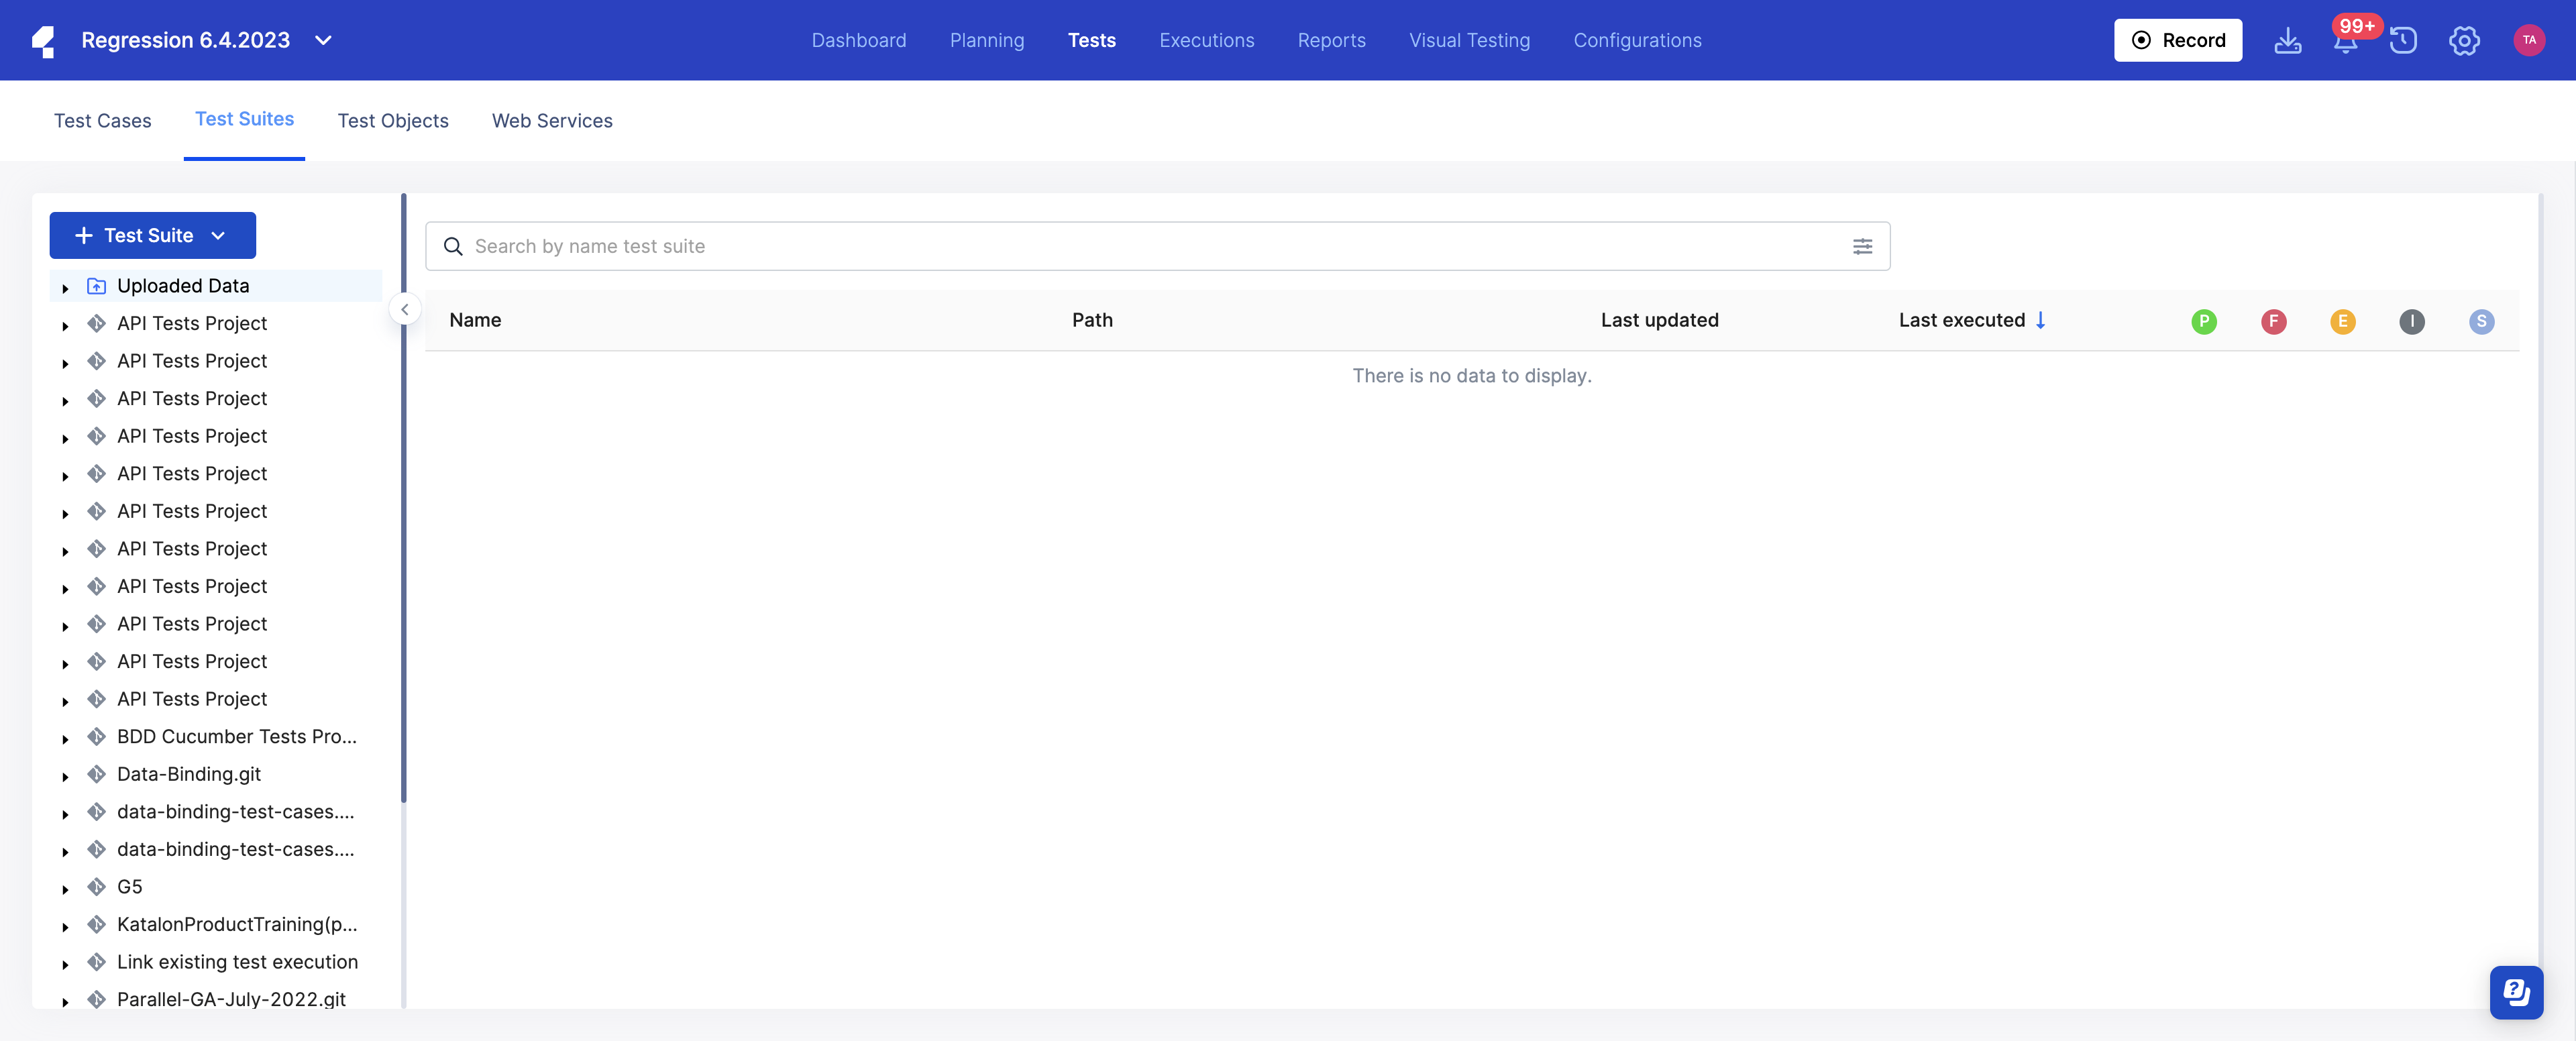 Regression 6.4.2023
Dashboard Planning Tests Executions Reports Visual Testing Configurations
Record 99+ TA
Test Cases Test Suites Test Objects Web Services
+ Test Suite
Uploaded Data
API Tests Project
API Tests Project
API Tests Project
API Tests Project
API Tests Project
API Tests Project
API Tests Project
API Tests Project
API Tests Project
API Tests Project
API Tests Project
BDD Cucumber Tests Pro...
Data-Binding.git
data-binding-test-cases....
data-binding-test-cases....
G5
KatalonProductTraining(p...
Link existing test execution
Parallel-GA-July-2022.git
Search by name test suite
Name Path Last updated Last executed P F E I S
There is no data to display.